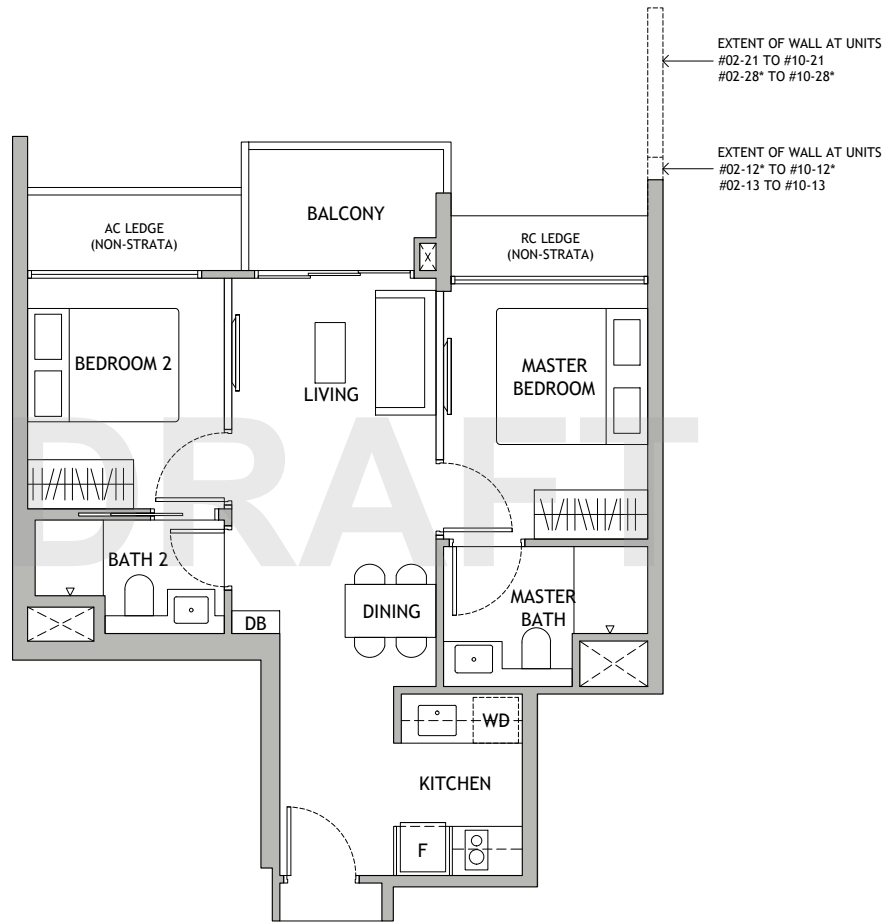 EXTENT OF WALL AT UNITS
#02-21 TO #10-21
#02-28* TO #10-28*
EXTENT OF WALL AT UNITS
#02-12* TO #10-12*
#02-13 TO #10-13
BALCONY
AC LEDGE
(NON-STRATA)
RC LEDGE
(NON-STRATA)
X
BEDROOM 2
LIVING
MASTER
BEDROOM
DRAFT
BATH 2
DB
DINING
MASTER
BATH
WD
KITCHEN
F